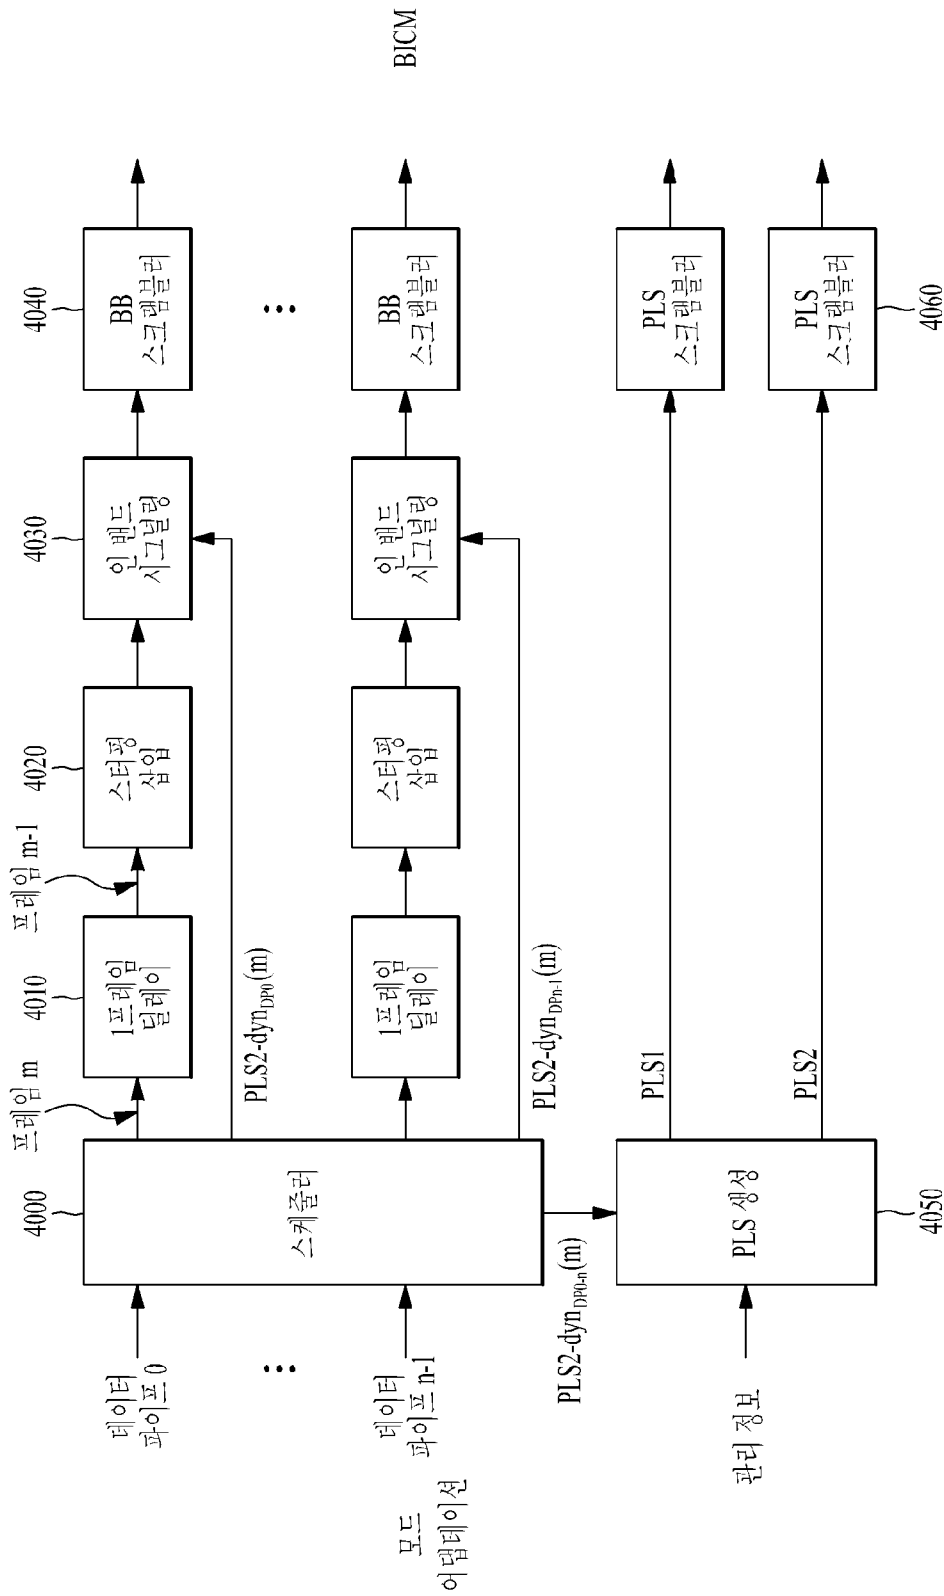 4000
4010
4020
4030
4040
프레임 m
프레임 m-1
데이터
파이프 0
1프레임
딜레이
스터핑
삽입
인 밴드
시그널링
BB
스크램블러
PLS2-dynDP0(m)
스케줄러
모드
어댑테이션
데이터
파이프 n-1
1프레임
딜레이
스터핑
삽입
인 밴드
시그널링
BB
스크램블러
BICM
PLS2-dynDPn-1(m)
PLS2-dynDP0-n(m)
관리 정보
PLS 생성
PLS1
PLS
스크램블러
PLS2
PLS
스크램블러
4050
4060